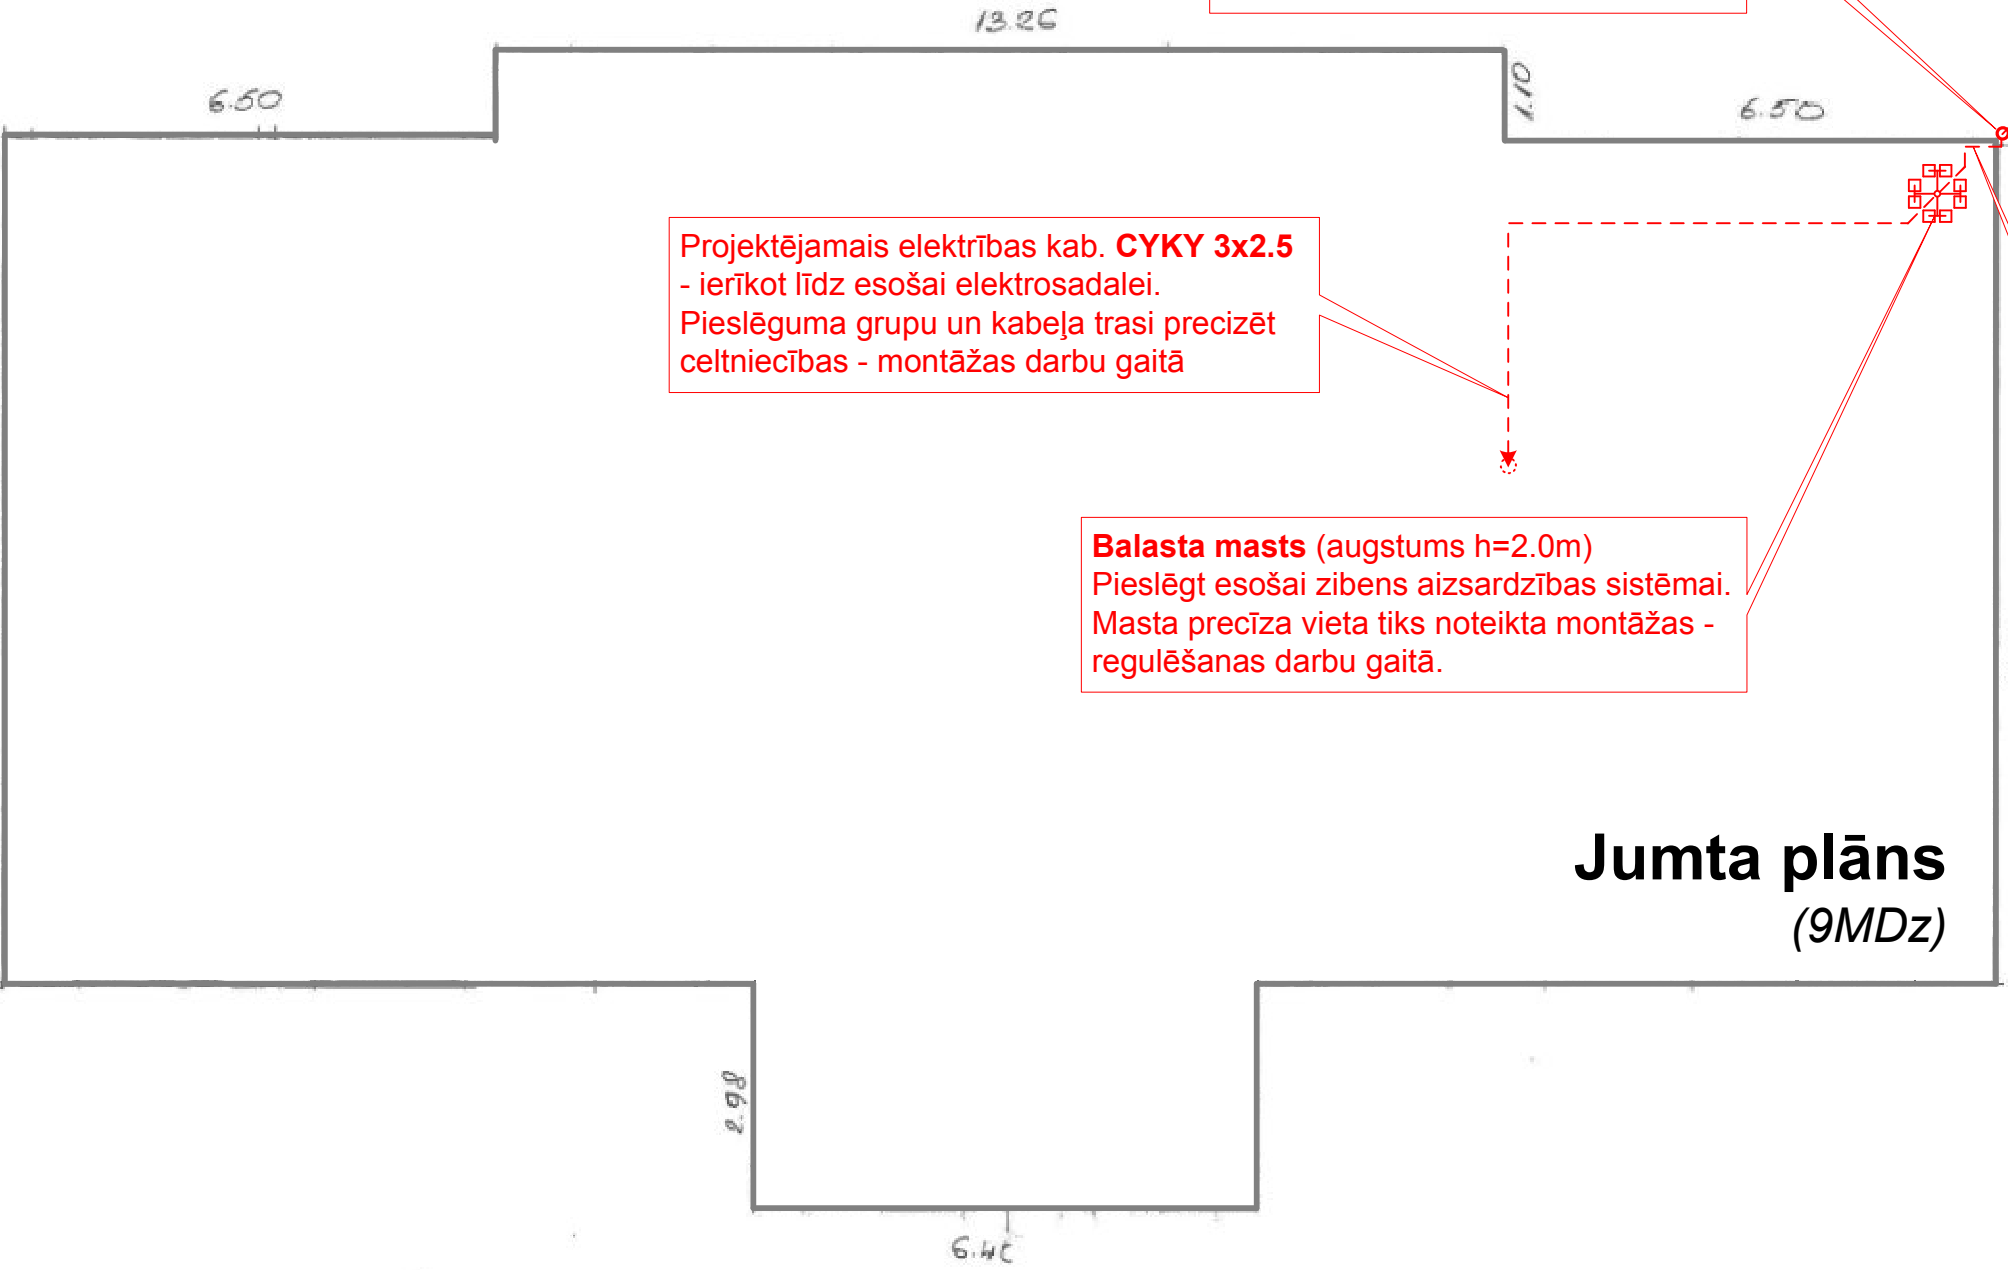 13.26
6.50
1.10
6.50
Projektējamais elektrības kab. CYKY 3x2.5
- ierīkot līdz esošai elektrosadalei.
Pieslēguma grupu un kabeļa trasi precizēt
celtniecības - montāžas darbu gaitā
Balasta masts (augstums h=2.0m)
Pieslēgt esošai zibens aizsardzības sistēmai.
Masta precīza vieta tiks noteikta montāžas -
regulēšanas darbu gaitā.
Jumta plāns
(9MDz)
2.98